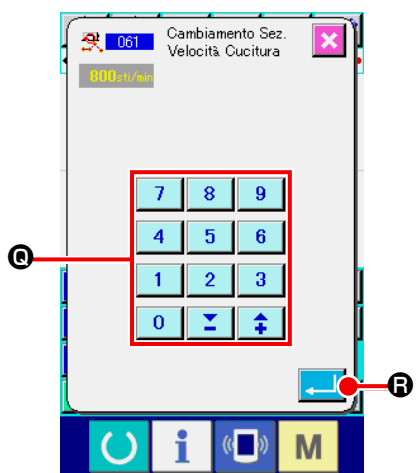 061
Cambiamento Sez.
Velocità Cucitura
800sti/min
7 8 9
4 5 6
1 2 3
0
Q
R
M